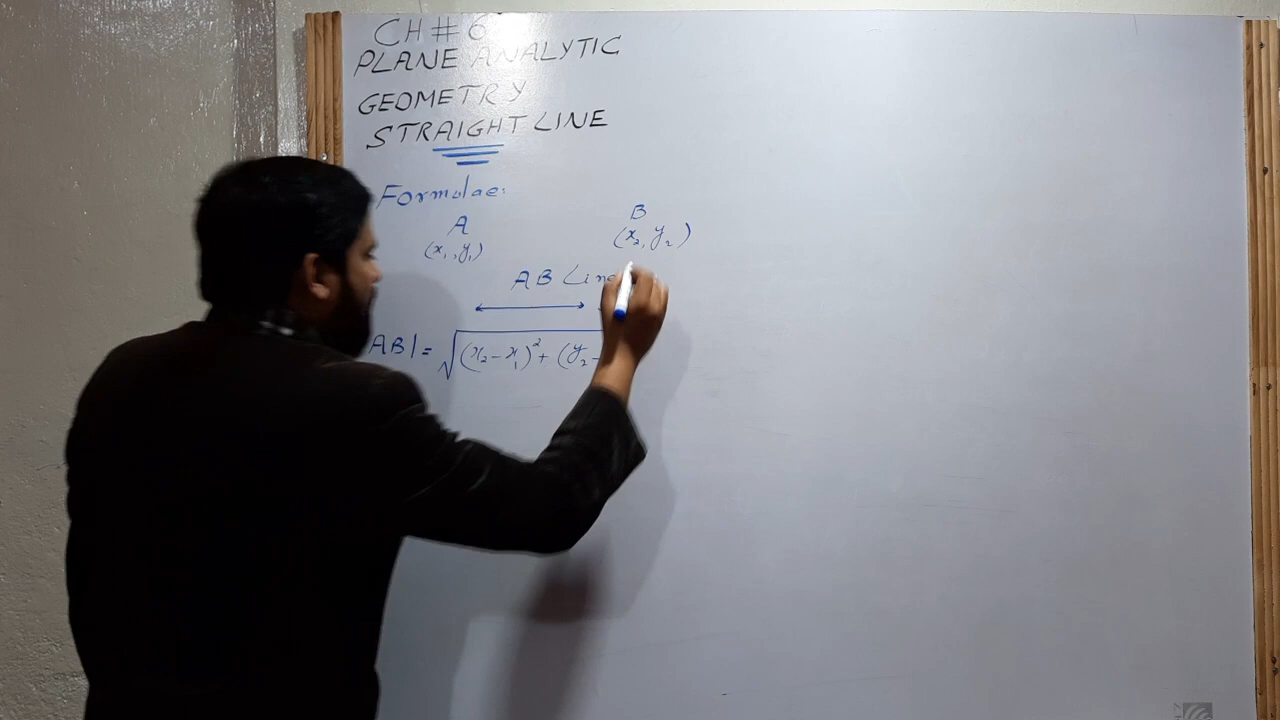 CH # 6
PLANE ANALYTIC
GEOMETRY
STRAIGHT LINE
Formulae:
A B
(x₁, y₁) (x₂, y₂)
AB Line
AB| = √(x₂ - x₁)² + (y₂ -